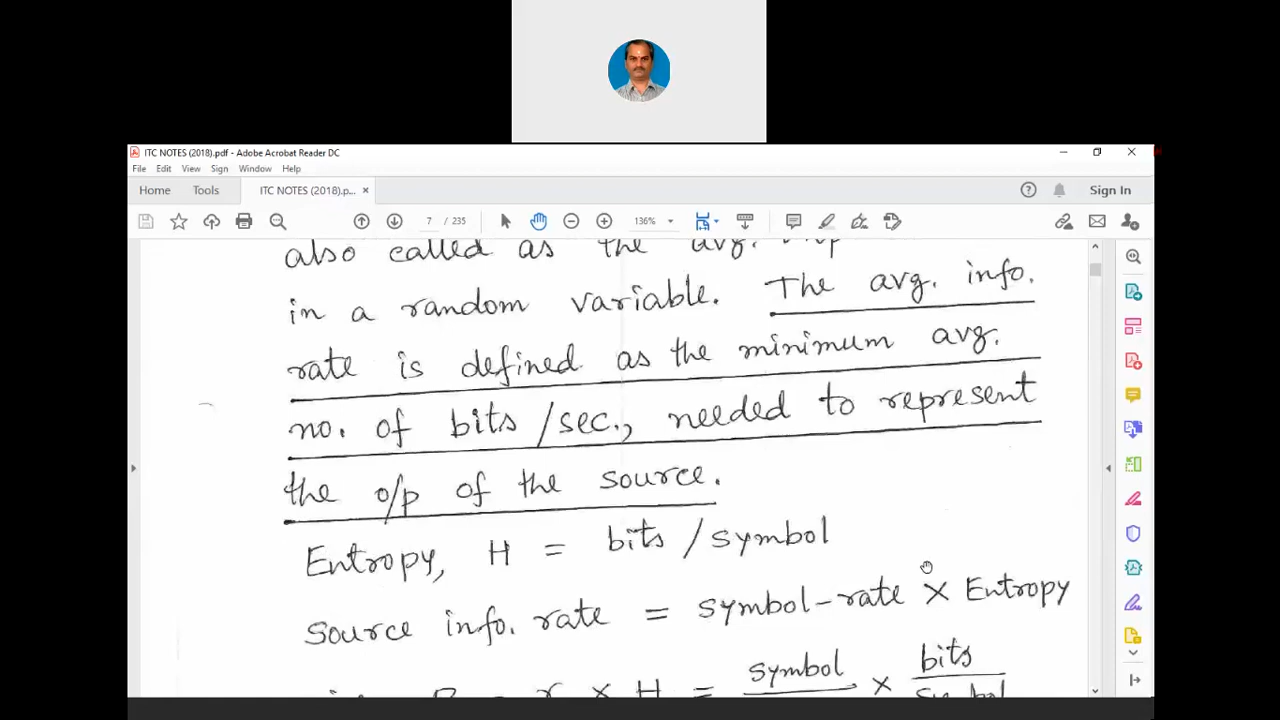 ITC NOTES (2018).pdf - Adobe Acrobat Reader DC
File Edit View Sign Window Help
Home Tools ITC NOTES (2018).p... × Sign In
7 / 235 136%
also called as the avg.
in a random variable. The avg. info.
rate is defined as the minimum avg.
no. of bits /sec., needed to represent
the o/p of the source.
Entropy, H = bits / symbol
Source info. rate = symbol-rate × Entropy
symbol × bits
× H =